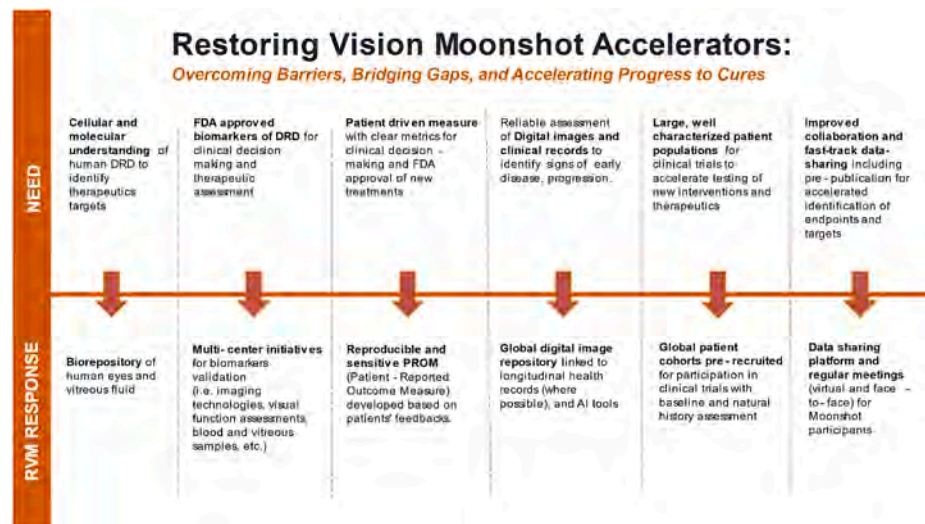 Restoring Vision Moonshot Accelerators:
Overcoming Barriers, Bridging Gaps, and Accelerating Progress to Cures
NEED
Cellular and
molecular
understanding of
human DRD to
identify
therapeutics
targets
FDA approved
biomarkers of DRD for
clinical decision
making and
therapeutic
assessment
Patient driven measure
with clear metrics for
clinical decision -
making and FDA
approval of new
treatments
Reliable assessment
of Digital images and
clinical records to
identify signs of early
disease, progression.
Large, well
characterized patient
populations for
clinical trials to
accelerate testing of
new interventions and
therapeutics
Improved
collaboration and
fast-track data-
sharing including
pre - publication for
accelerated
identification of
endpoints and
targets
RVM RESPONSE
Biorepository of
human eyes and
vitreous fluid
Multi- center initiatives
for biomarkers
validation
(i.e. imaging
technologies, visual
function assessments,
blood and vitreous
samples, etc.)
Reproducible and
sensitive PROM
(Patient - Reported
Outcome Measure)
developed based on
patients' feedbacks.
Global digital image
repository linked to
longitudinal health
records (where
possible), and AI tools
Global patient
cohorts pre - recruited
for participation in
clinical trials with
baseline and natural
history assessment
Data sharing
platform and
regular meetings
(virtual and face -
to - face) for
Moonshot
participants